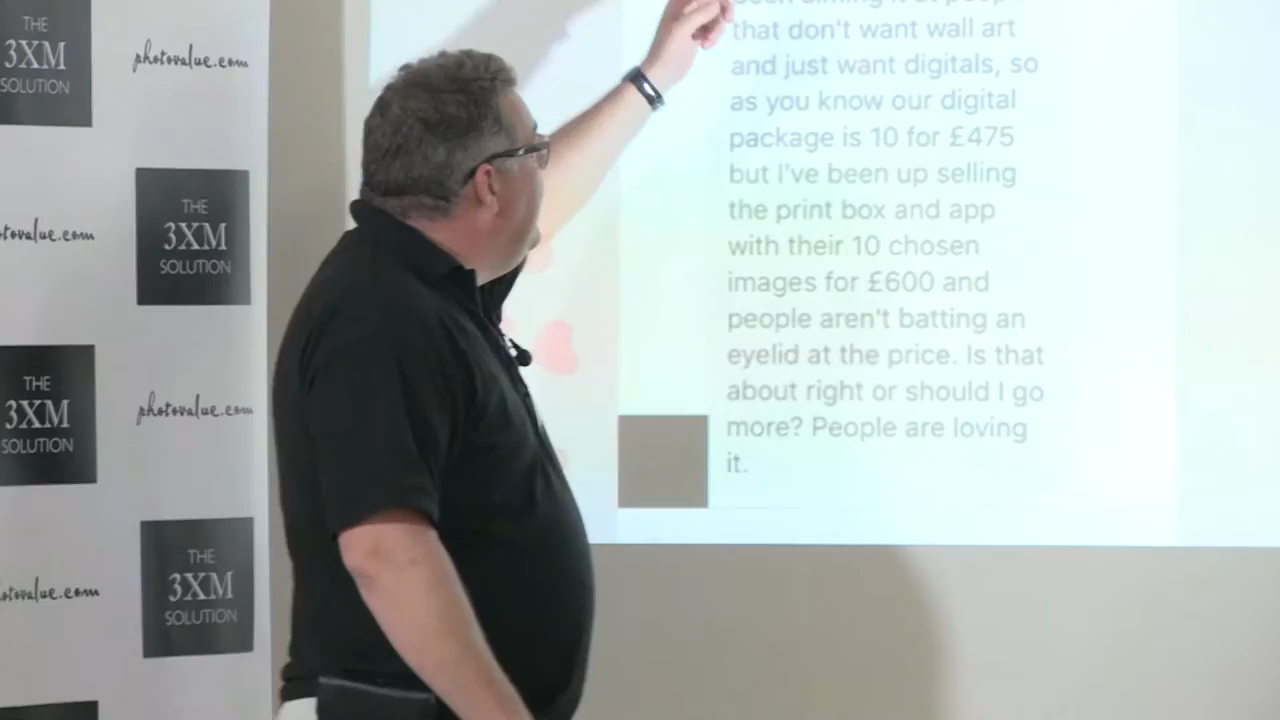 THE
3XM
SOLUTION
photovalue.com
THE
3XM
SOLUTION
THE
3XM
SOLUTION
photovalue.com
THE
3XM
SOLUTION
that don't want wall art
and just want digitals, so
as you know our digital
package is 10 for £475
but I've been up selling
the print box and app
with their 10 chosen
images for £600 and
people aren't batting an
eyelid at the price. Is that
about right or should I go
more? People are loving
it.